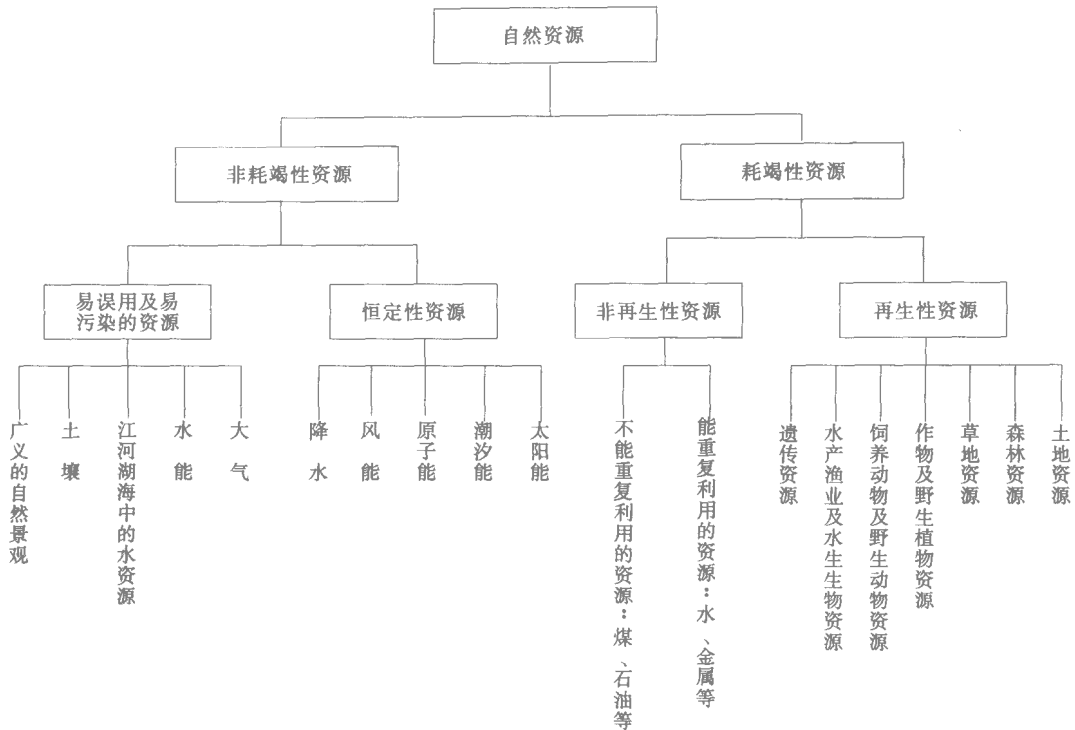 自然资源
非耗竭性资源
耗竭性资源
易误用及易
污染的资源
恒定性资源
非再生性资源
再生性资源
广义的自然景观
土壤
江河湖海中的水资源
水能
大气
降水
风能
原子能
潮汐能
太阳能
不能重复利用的资源：煤、石油等
能重复利用的资源：水、金属等
遗传资源
水产渔业及水生生物资源
饲养动物及野生动物资源
作物及野生植物资源
草地资源
森林资源
土地资源